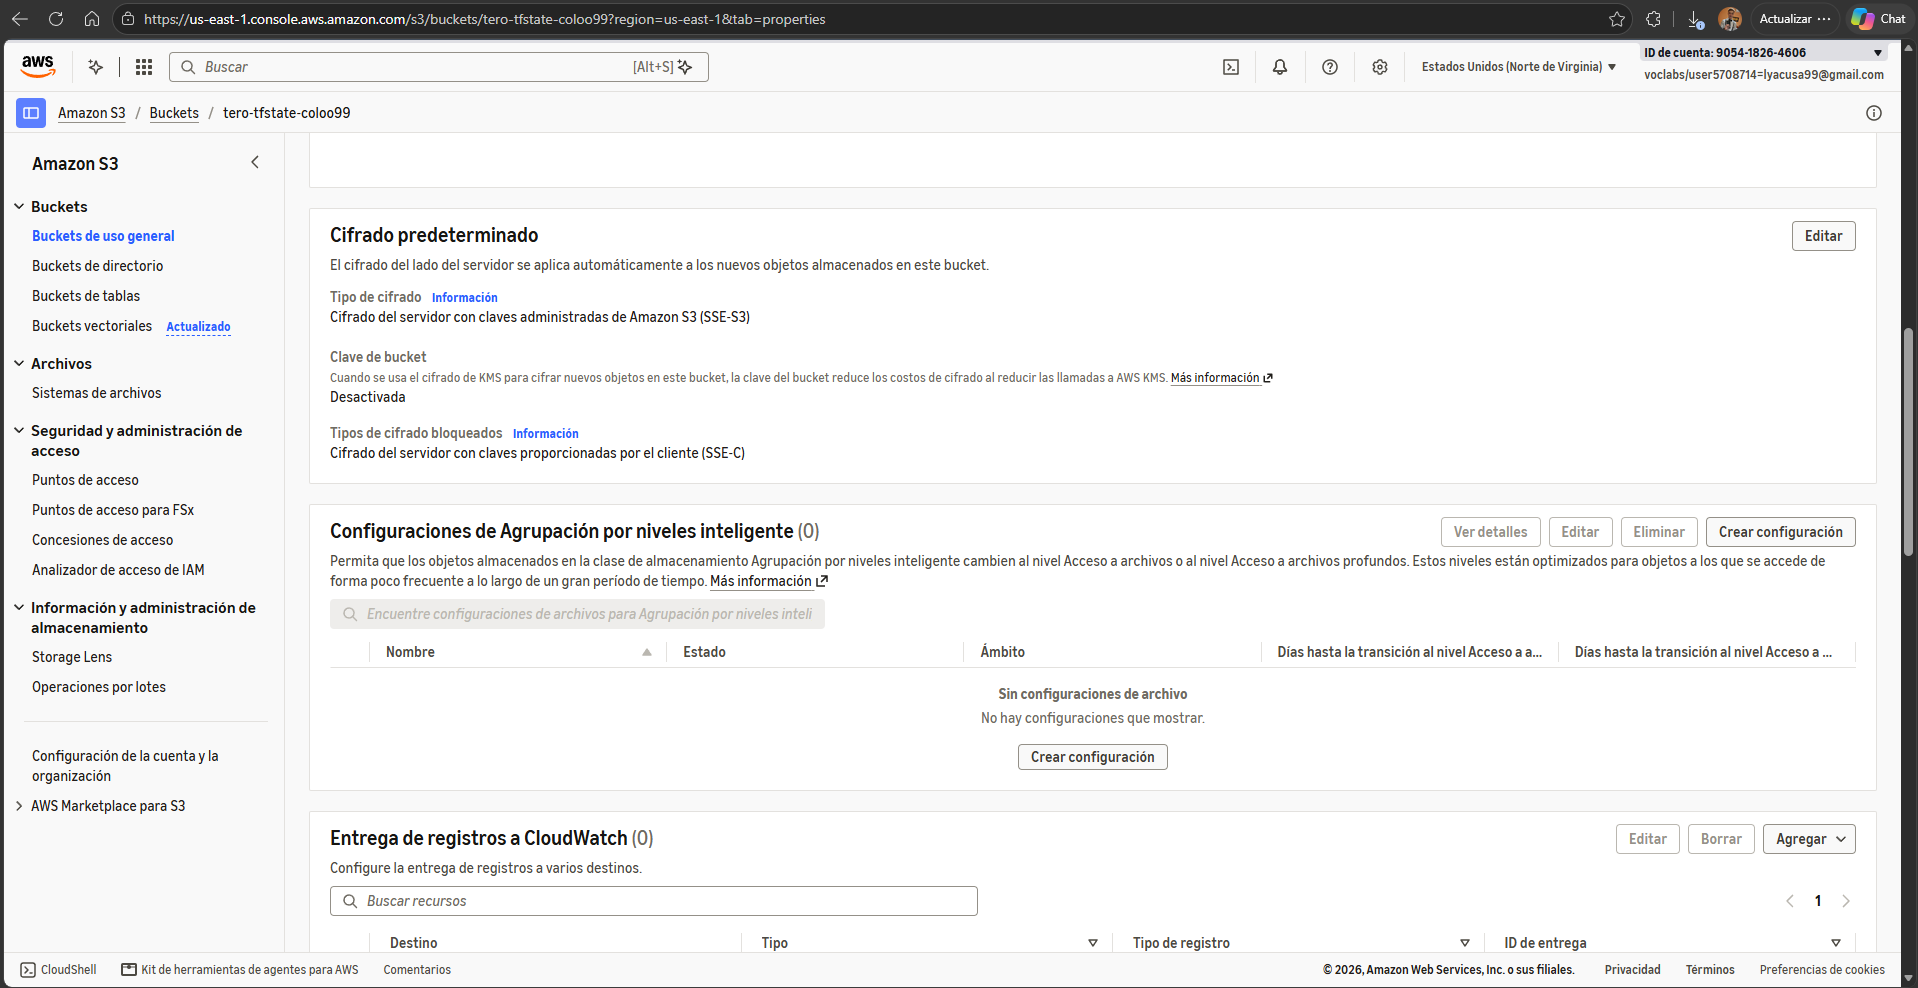 https://us-east-1.console.aws.amazon.com/s3/buckets/tero-tfstate-coloo99?region=us-east-1&tab=properties
Actualizar
Chat
aws
Buscar
[Alt+S]
Estados Unidos (Norte de Virginia)
ID de cuenta: 9054-1826-4606
voclabs/user5708714=lyacusa99@gmail.com
Amazon S3 / Buckets / tero-tfstate-coloo99
Amazon S3
Buckets
Buckets de uso general
Buckets de directorio
Buckets de tablas
Buckets vectoriales Actualizado
Archivos
Sistemas de archivos
Seguridad y administración de
acceso
Puntos de acceso
Puntos de acceso para FSx
Concesiones de acceso
Analizador de acceso de IAM
Información y administración de
almacenamiento
Storage Lens
Operaciones por lotes
Configuración de la cuenta y la
organización
AWS Marketplace para S3
Cifrado predeterminado
Editar
El cifrado del lado del servidor se aplica automáticamente a los nuevos objetos almacenados en este bucket.
Tipo de cifrado Información
Cifrado del servidor con claves administradas de Amazon S3 (SSE-S3)
Clave de bucket
Cuando se usa el cifrado de KMS para cifrar nuevos objetos en este bucket, la clave del bucket reduce los costos de cifrado al reducir las llamadas a AWS KMS. Más información
Desactivada
Tipos de cifrado bloqueados Información
Cifrado del servidor con claves proporcionadas por el cliente (SSE-C)
Configuraciones de Agrupación por niveles inteligente (0)
Ver detalles
Editar
Eliminar
Crear configuración
Permita que los objetos almacenados en la clase de almacenamiento Agrupación por niveles inteligente cambien al nivel Acceso a archivos o al nivel Acceso a archivos profundos. Estos niveles están optimizados para objetos a los que se accede de
forma poco frecuente a lo largo de un gran período de tiempo. Más información
Encuentre configuraciones de archivos para Agrupación por niveles inteli
Nombre
Estado
Ámbito
Días hasta la transición al nivel Acceso a a...
Días hasta la transición al nivel Acceso a ...
Sin configuraciones de archivo
No hay configuraciones que mostrar.
Crear configuración
Entrega de registros a CloudWatch (0)
Editar
Borrar
Agregar
Configure la entrega de registros a varios destinos.
Buscar recursos
1
Destino
Tipo
Tipo de registro
ID de entrega
CloudShell
Kit de herramientas de agentes para AWS
Comentarios
© 2026, Amazon Web Services, Inc. o sus filiales.
Privacidad
Términos
Preferencias de cookies